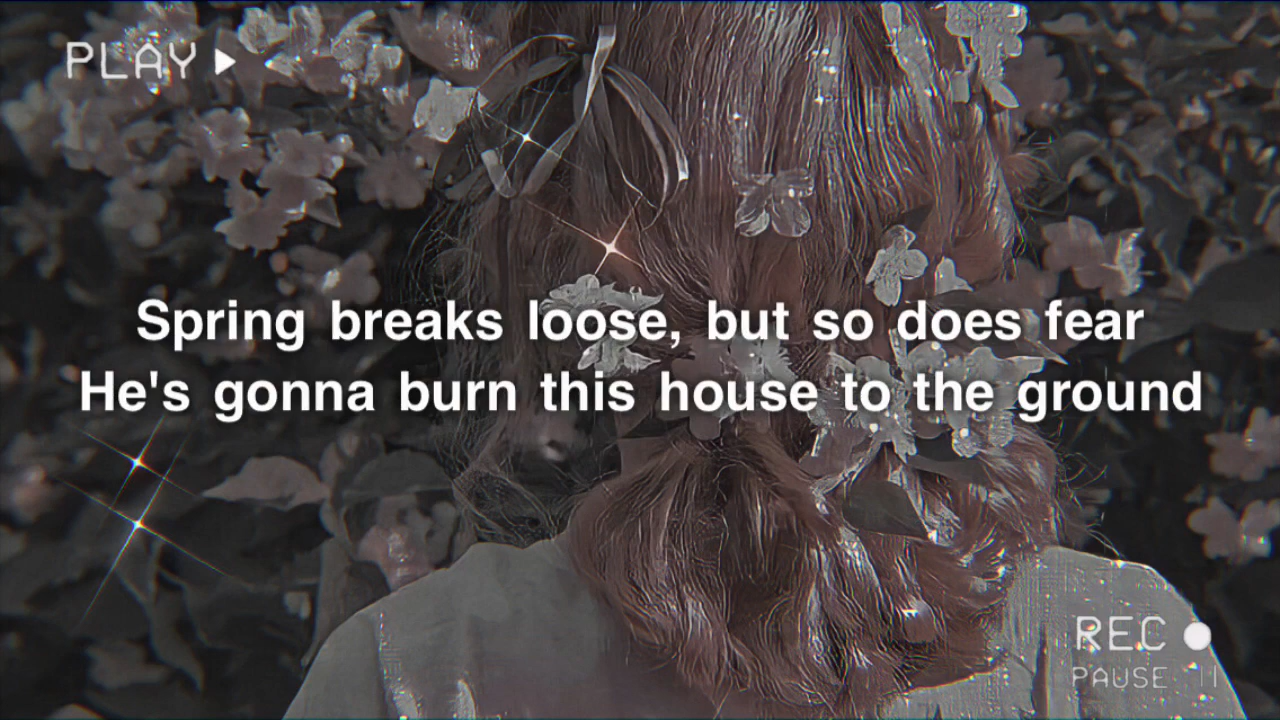 PLAY
Spring breaks loose, but so does fear
He's gonna burn this house to the ground
REC
PAUSE